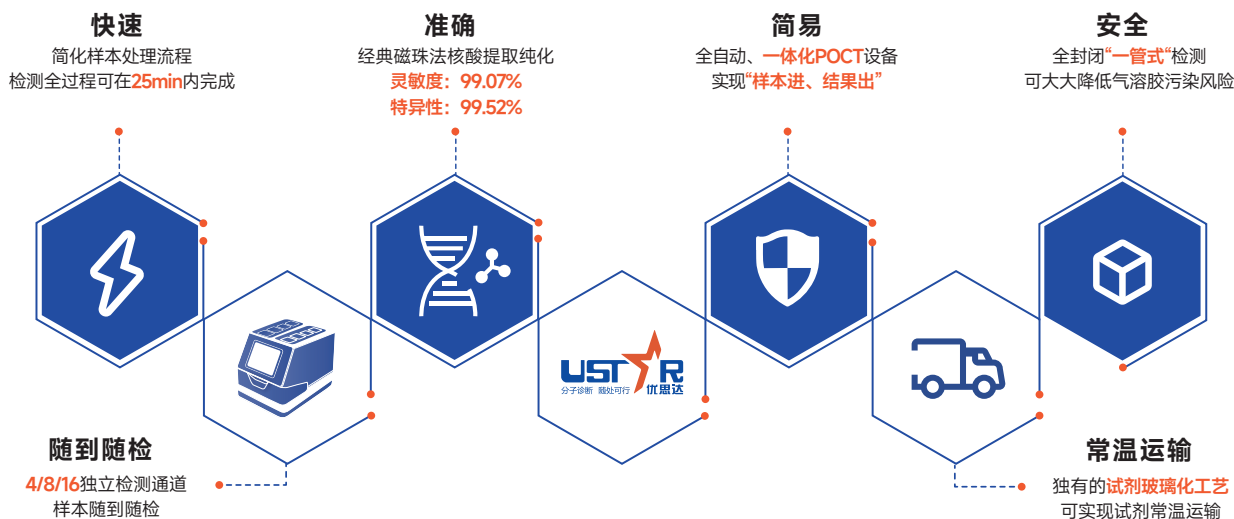 快速
简化样本处理流程
检测全过程可在25min内完成
准确
经典磁珠法核酸提取纯化
灵敏度：99.07%
特异性：99.52%
简易
全自动、一体化POCT设备
实现“样本进、结果出”
安全
全封闭“一管式“检测
可大大降低气溶胶污染风险
USTAR
分子诊断 随处可行 优思达
随到随检
4/8/16独立检测通道
样本随到随检
常温运输
独有的试剂玻璃化工艺
可实现试剂常温运输